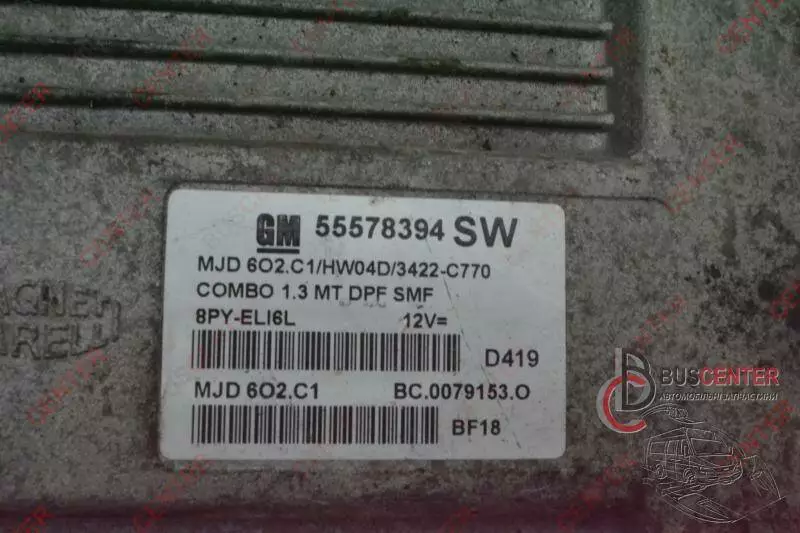 GM 55578394 SW
MJD 6O2.C1/HW04D/3422-C770
COMBO 1.3 MT DPF SMF
8PY-ELI6L 12V=
D419
MJD 6O2.C1 BC.0079153.O
BF18
BUSCENTER
АВТОМОБІЛЬНІ ЗАПЧАСТИНИ